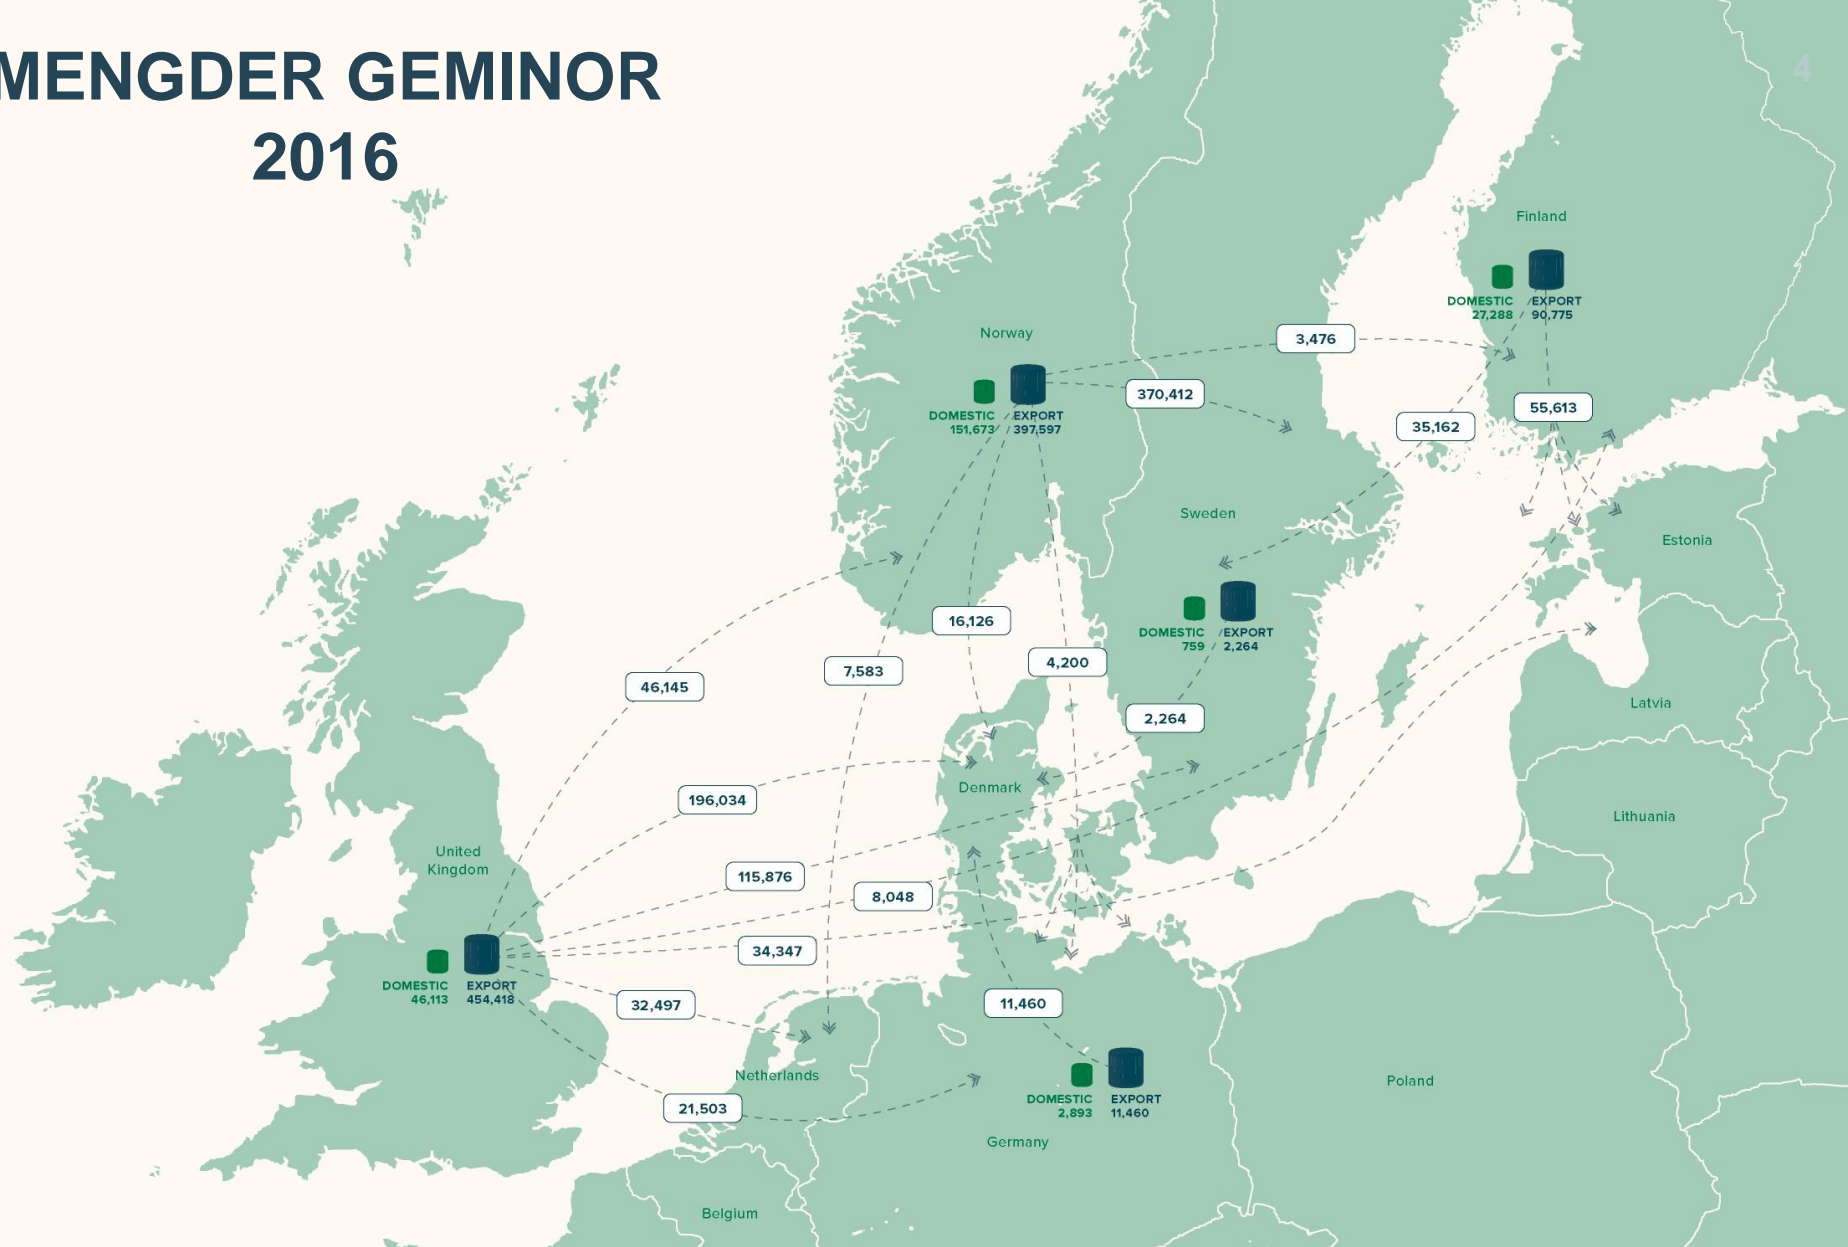 MENGDER GEMINOR
2016
4
Finland
DOMESTIC
27,288
EXPORT
90,775
Norway
3,476
370,412
DOMESTIC
151,673
EXPORT
397,597
55,613
35,162
Sweden
Estonia
DOMESTIC
759
EXPORT
2,264
16,126
4,200
7,583
46,145
2,264
Latvia
Denmark
196,034
Lithuania
United
Kingdom
115,876
8,048
34,347
DOMESTIC
46,113
EXPORT
454,418
32,497
11,460
Netherlands
21,503
DOMESTIC
2,893
EXPORT
11,460
Poland
Germany
Belgium